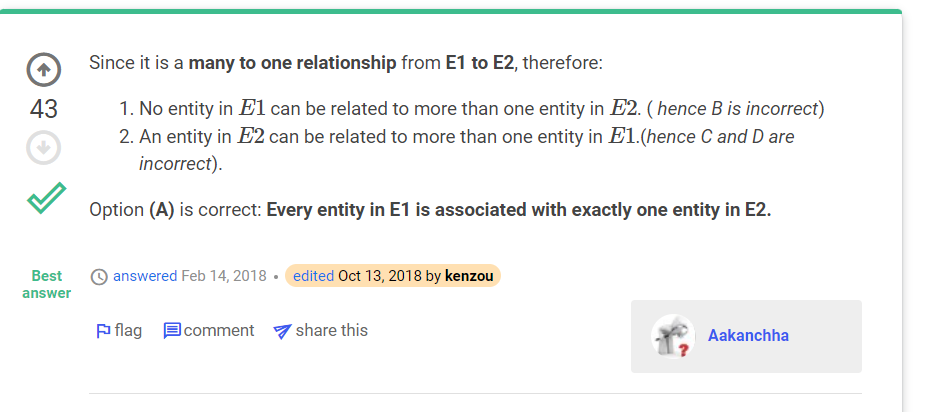 Since it is a many to one relationship from E1 to E2, therefore:
43
1. No entity in E1 can be related to more than one entity in E2. ( hence B is incorrect)
2. An entity in E2 can be related to more than one entity in E1.(hence C and D are
incorrect).
Option (A) is correct: Every entity in E1 is associated with exactly one entity in E2.
Best
answer
answered Feb 14, 2018 • edited Oct 13, 2018 by kenzou
flag comment share this
?
Aakanchha